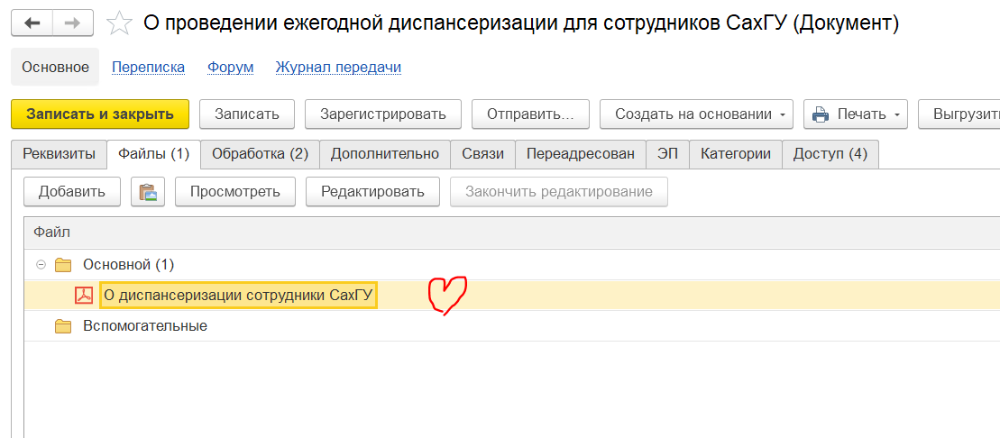 О проведении ежегодной диспансеризации для сотрудников СахГУ (Документ)
Основное Переписка Форум Журнал передачи
Записать и закрыть Записать Зарегистрировать Отправить... Создать на основании Печать Выгрузить
Реквизиты Файлы (1) Обработка (2) Дополнительно Связи Переадресован ЭП Категории Доступ (4)
Добавить Просмотреть Редактировать Закончить редактирование
Файл
Основной (1)
О диспансеризации сотрудники СахГУ
Вспомогательные